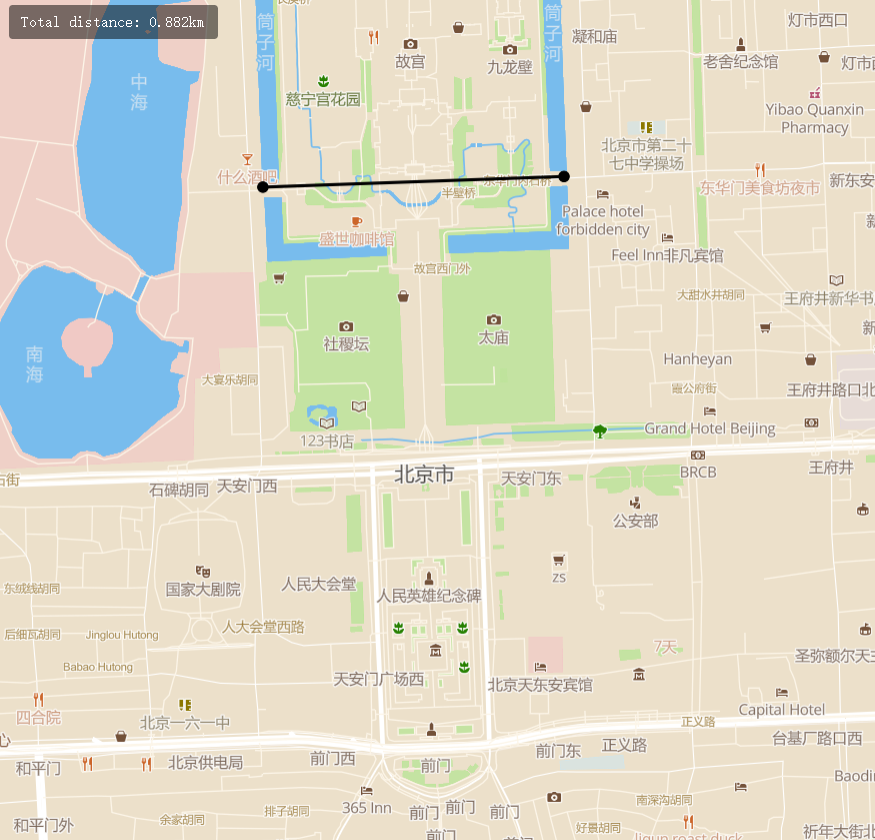 Total distance: 0.882km
筒子河
筒子河
灯市西口
凝和庙
故宫
九龙壁
老舍纪念馆
灯市西
中海
慈宁宫花园
Yibao Quanxin
Pharmacy
北京市第二十
七中学操场
什么酒吧
东华门美食坊夜市
新东安
半壁桥
Palace hotel
forbidden city
盛世咖啡馆
Feel Inn非凡宾馆
故宫西门外
大甜水井胡同
王府井新华书
新
社稷坛
太庙
南海
Hanheyan
大宴乐胡同
霞公府街
王府井路口北
123书店
Grand Hotel Beijing
北京市
BRCB
王府井
石街
石碑胡同
天安门西
天安门东
公安部
国家大剧院
人民大会堂
人民英雄纪念碑
zs
东绒线胡同
后细瓦胡同
Jinglou Hutong
人大会堂西路
Babao Hutong
7天
圣弥额尔天主
天安门广场西
北京天东安宾馆
四合院
北京一六一中
Capital Hotel
正义路
台基厂路口西
心
和平门
北京供电局
前门西
前门
前门东
正义路
Baodin
和平门外
余家胡同
排子胡同
365 Inn
前门
前门
前门
前门
前门
南深沟胡同
好景胡同
liqun roast duck
祈年大街北